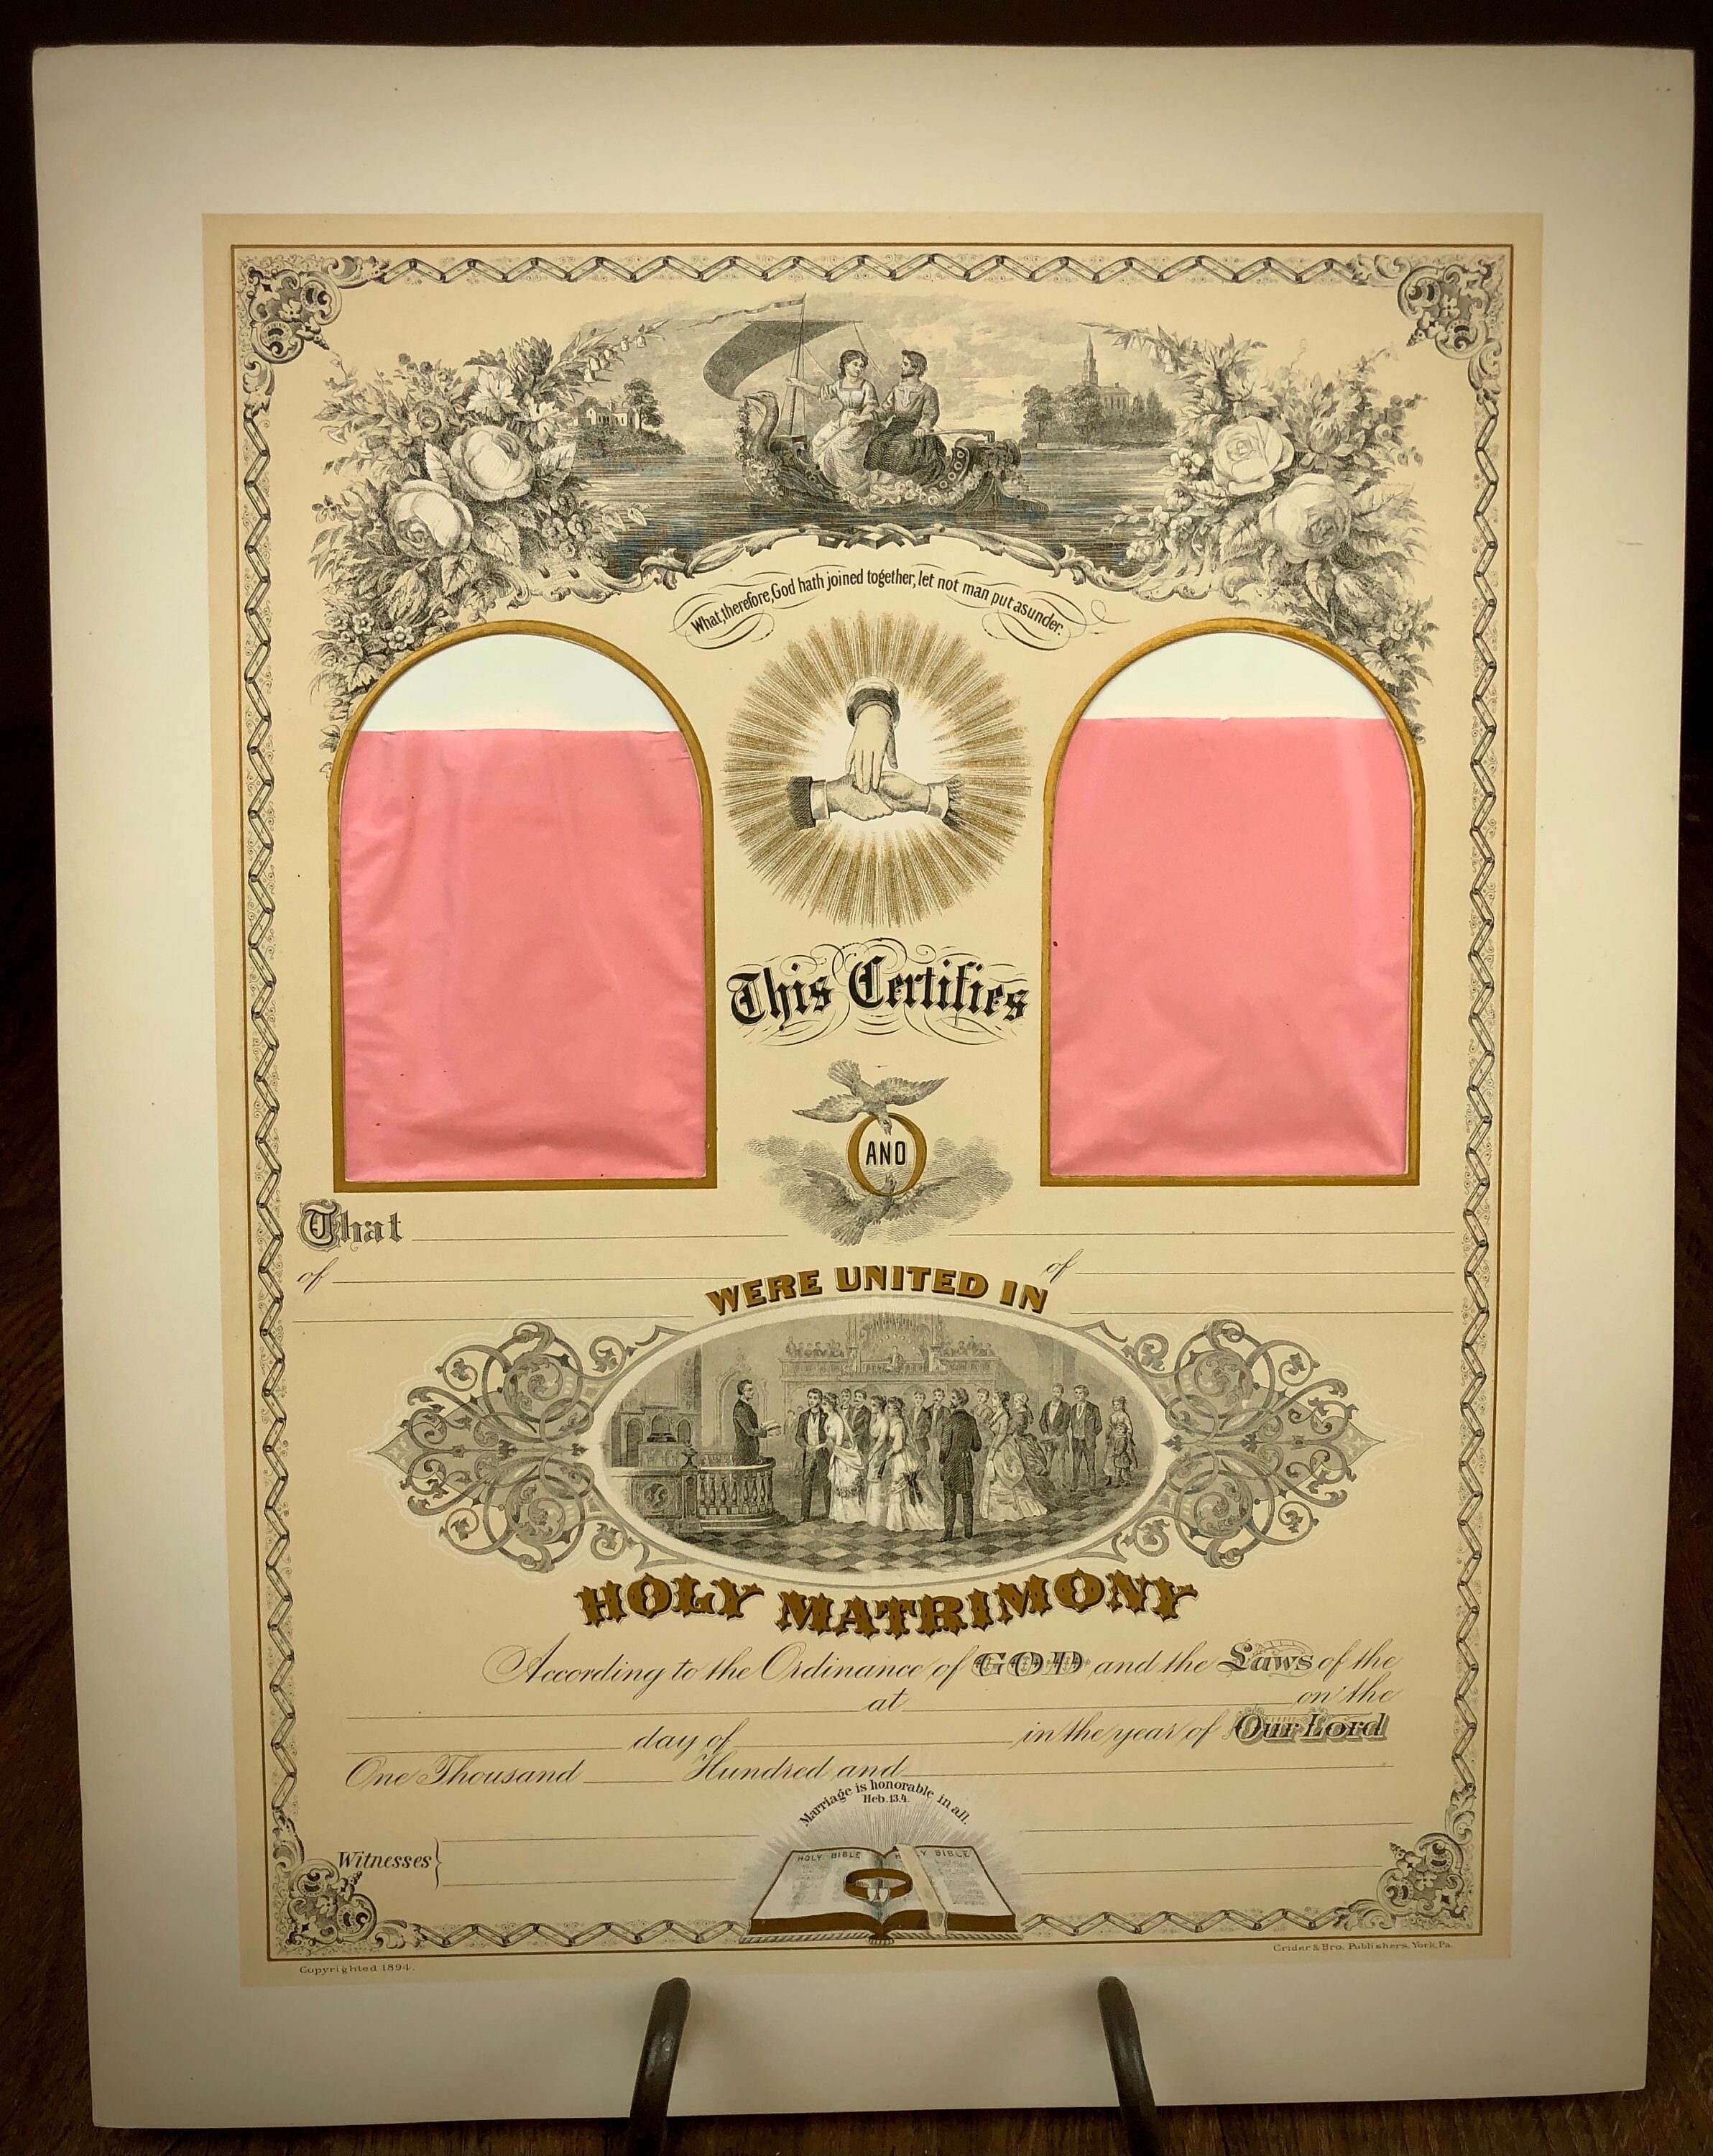 What, therefore, God hath joined together, let not man put asunder.
This Certifies
AND
That
of of
WERE UNITED IN
HOLY MATRIMONY
According to the Ordinance of GOD and the Laws of the
at on the
day of in the year of Our Lord
One Thousand Hundred and
Marriage is honorable in all.
Heb. 13.4.
Witnesses
HOLY BIBLE H Y BIBLE
Crider & Bro. Publishers, York, Pa.
Copyrighted 1894.